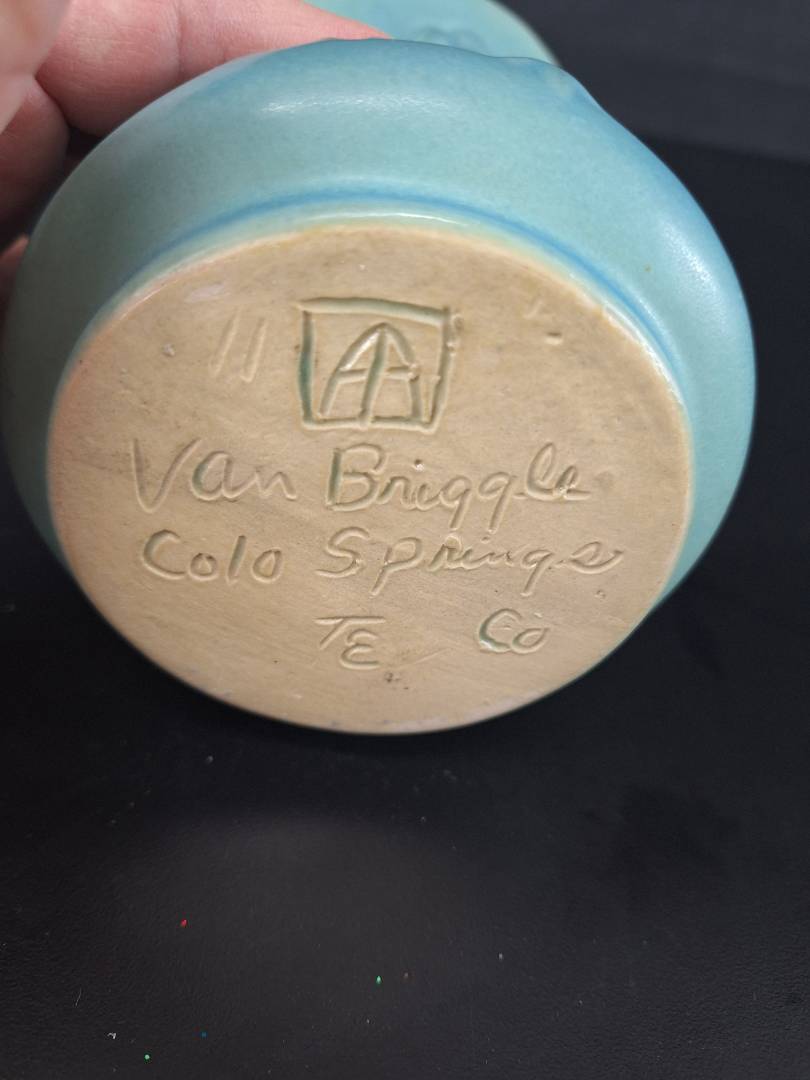 11 AA
Van Briggle
Colo Springs
TE Co